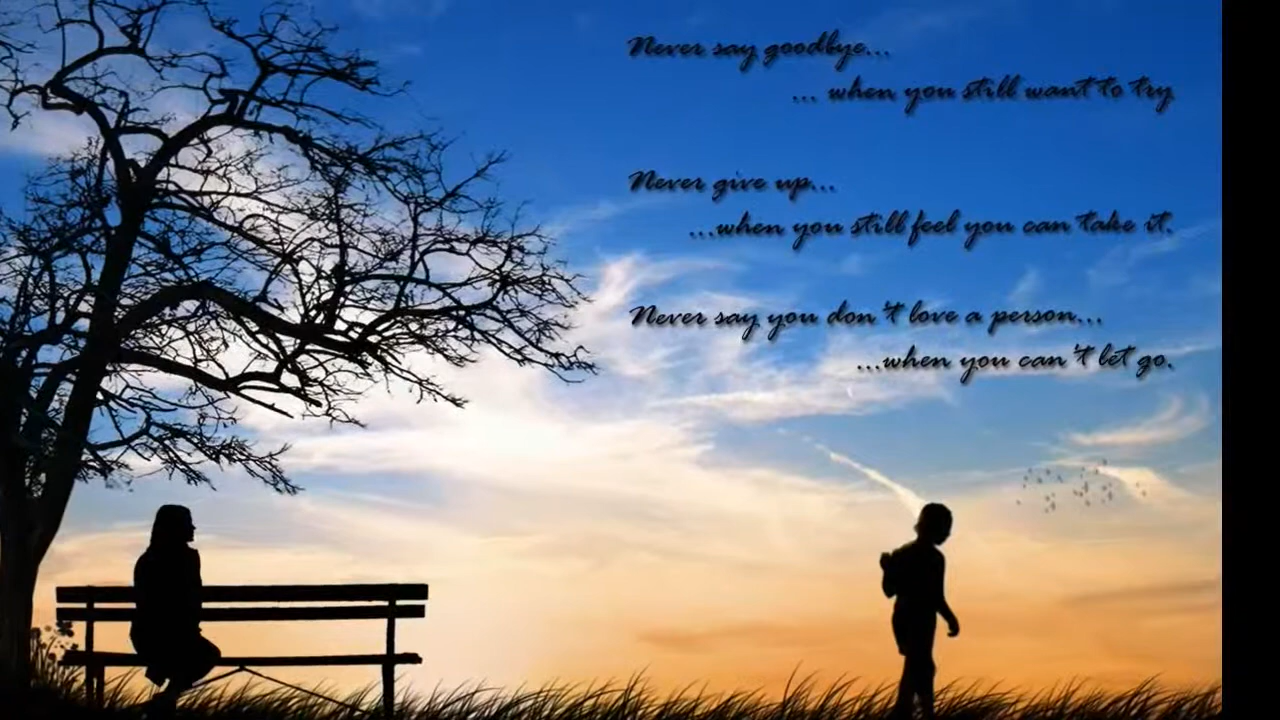 Never say goodbye...
... when you still want to try
Never give up...
...when you still feel you can take it.
Never say you don't love a person...
...when you can't let go.